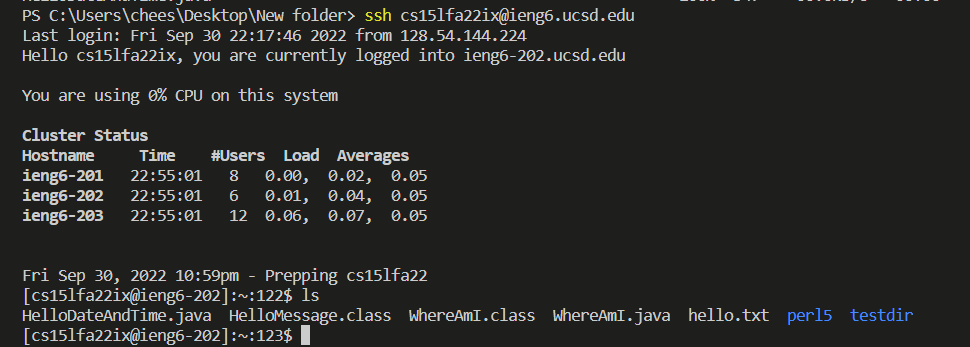 PS C:\Users\chees\Desktop\New folder> ssh cs15lfa22ix@ieng6.ucsd.edu
Last login: Fri Sep 30 22:17:46 2022 from 128.54.144.224
Hello cs15lfa22ix, you are currently logged into ieng6-202.ucsd.edu
You are using 0% CPU on this system
Cluster Status
Hostname     Time    #Users  Load  Averages
ieng6-201   22:55:01   8   0.00,  0.02,  0.05
ieng6-202   22:55:01   6   0.01,  0.04,  0.05
ieng6-203   22:55:01   12  0.06,  0.07,  0.05
Fri Sep 30, 2022 10:59pm - Prepping cs15lfa22
[cs15lfa22ix@ieng6-202]:~:122$ ls
HelloDateAndTime.java  HelloMessage.class  WhereAmI.class  WhereAmI.java  hello.txt  perl5  testdir
[cs15lfa22ix@ieng6-202]:~:123$